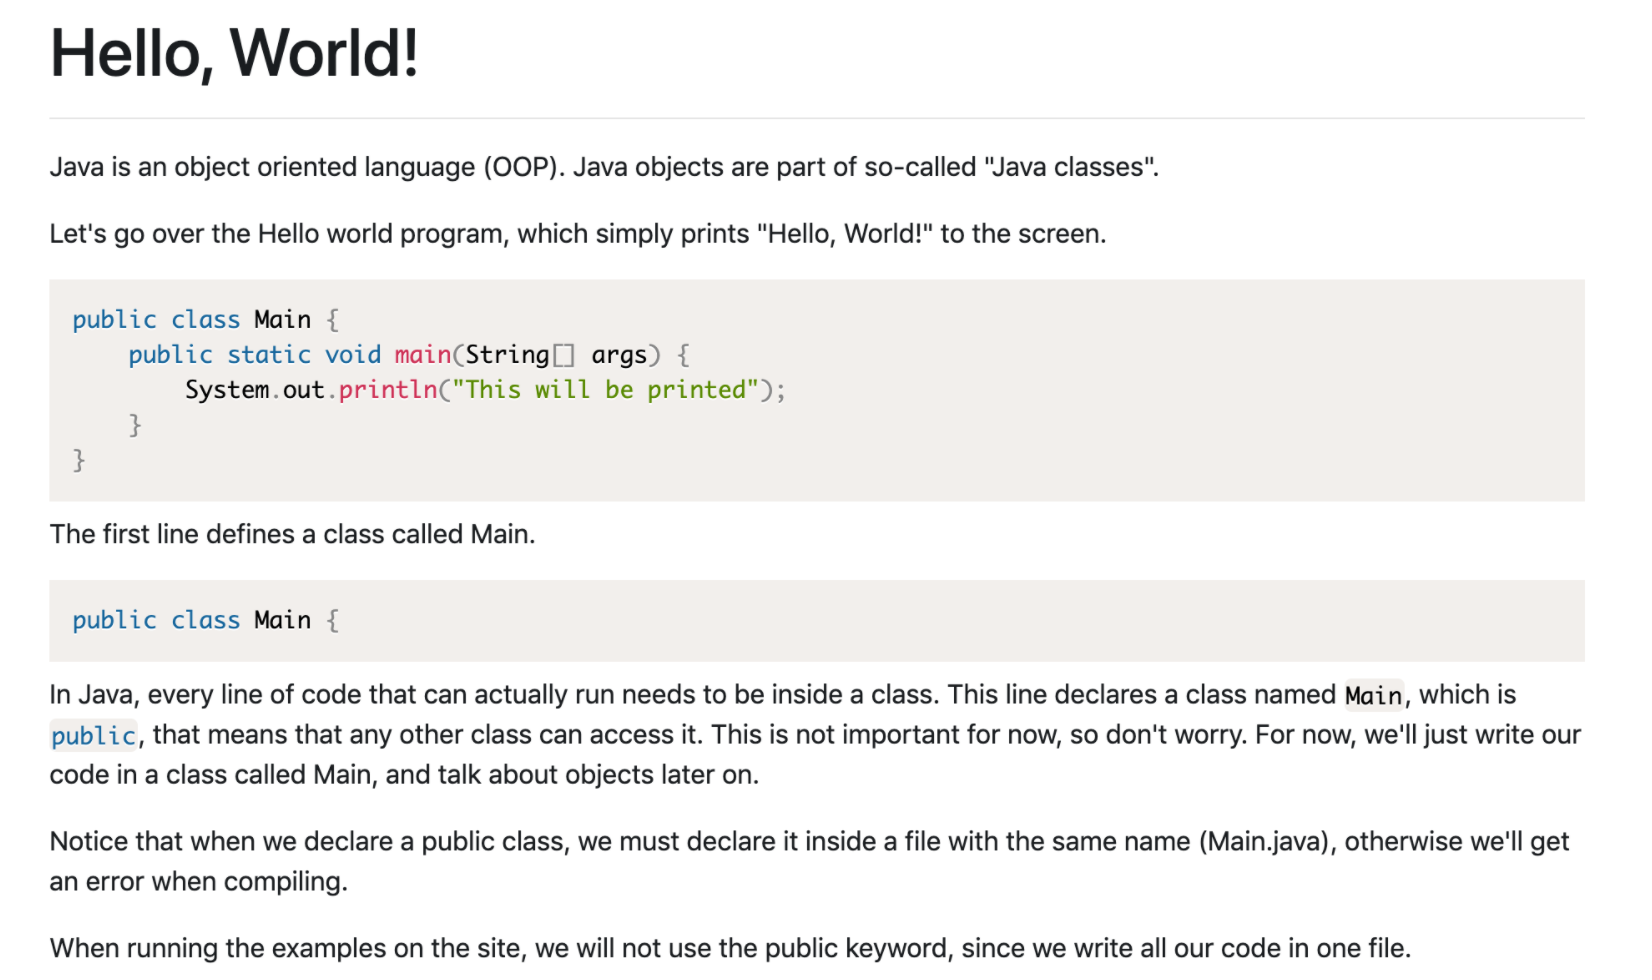 Hello, World!
Java is an object oriented language (OOP). Java objects are part of so-called "Java classes".
Let's go over the Hello world program, which simply prints "Hello, World!" to the screen.
public class Main {
    public static void main(String[] args) {
        System.out.println("This will be printed");
    }
}
The first line defines a class called Main.
public class Main {
In Java, every line of code that can actually run needs to be inside a class. This line declares a class named Main, which is
public, that means that any other class can access it. This is not important for now, so don't worry. For now, we'll just write our
code in a class called Main, and talk about objects later on.
Notice that when we declare a public class, we must declare it inside a file with the same name (Main.java), otherwise we'll get
an error when compiling.
When running the examples on the site, we will not use the public keyword, since we write all our code in one file.